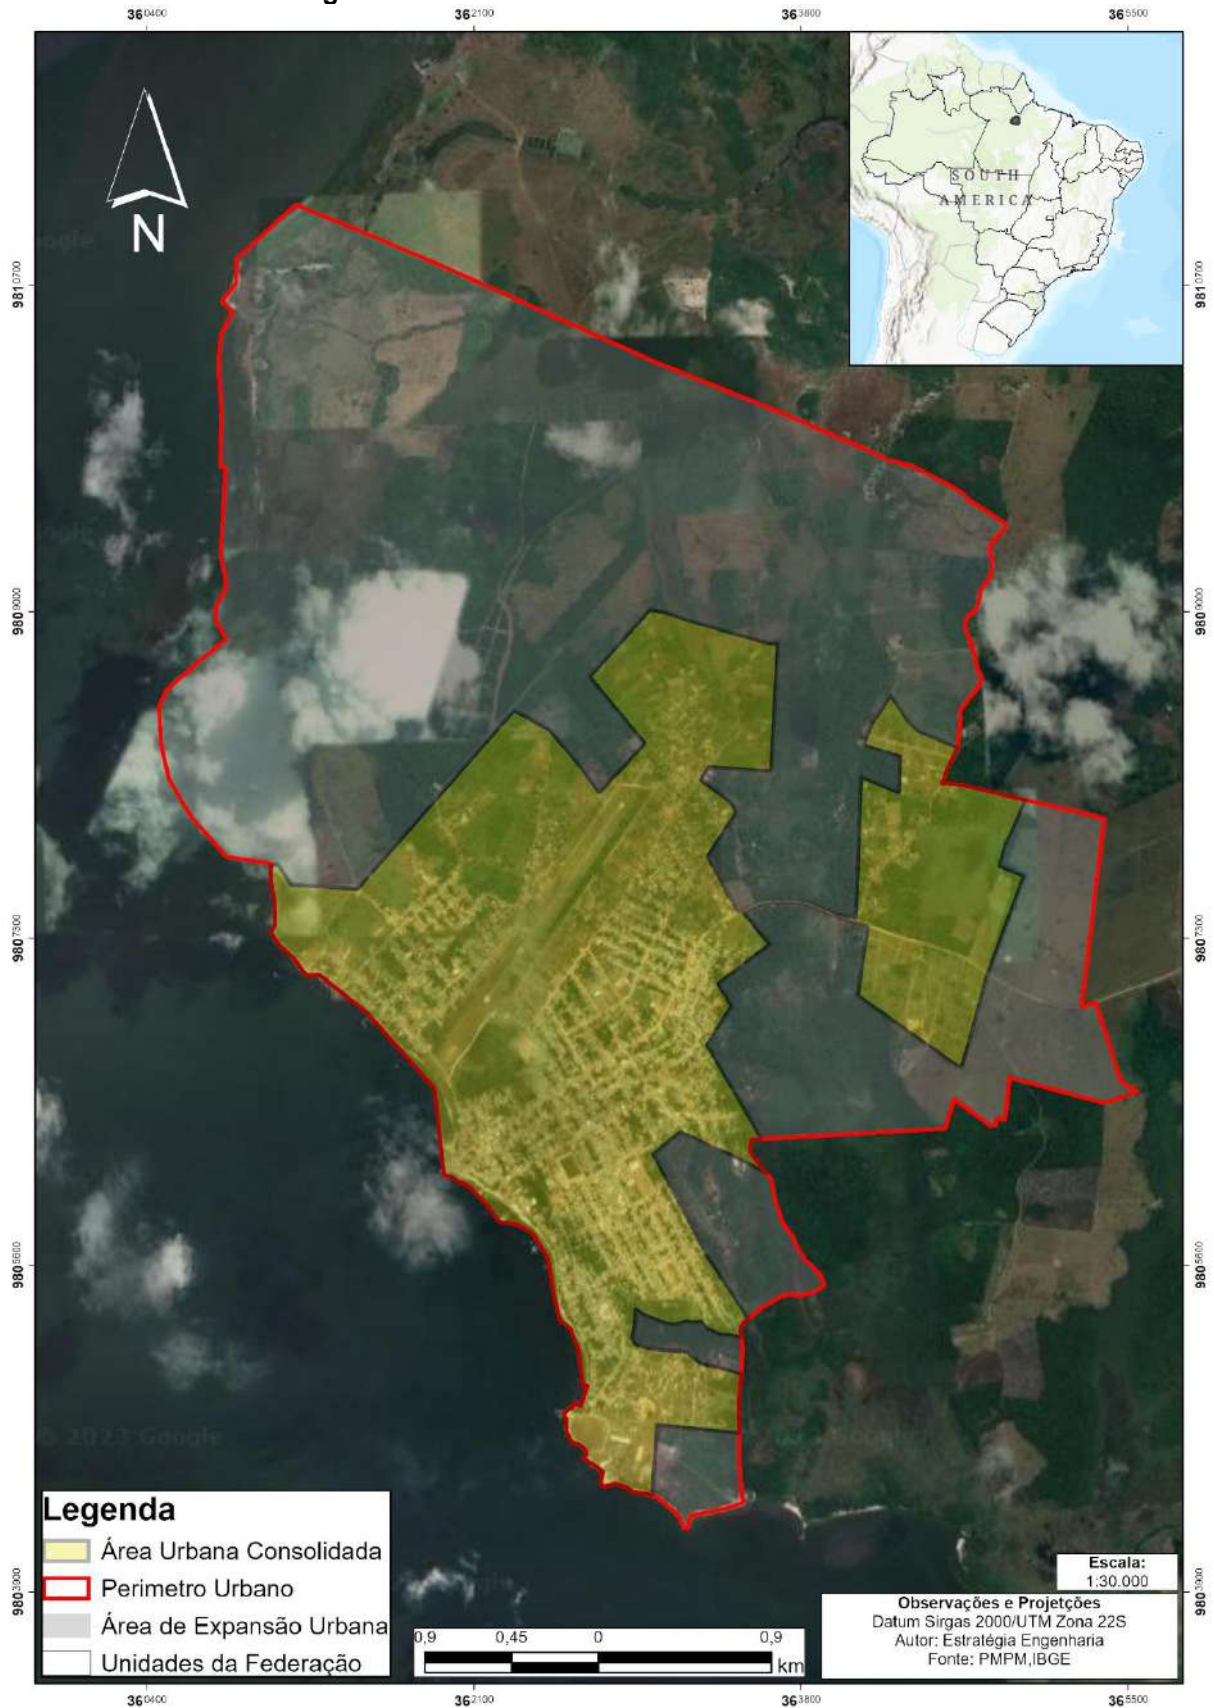 g
36⁰⁴⁰⁰ 36²¹⁰⁰ 36³⁸⁰⁰ 36⁵⁵⁰⁰
SOUTH
AMERICA
N
981⁰⁷⁰⁰ 981⁰⁷⁰⁰
980⁹⁰⁰⁰ 980⁹⁰⁰⁰
980⁷³⁰⁰ 980⁷³⁰⁰
980⁵⁶⁰⁰ 980⁵⁶⁰⁰
980³⁹⁰⁰ 980³⁹⁰⁰
© 2023 Google
Legenda
Área Urbana Consolidada
Perimetro Urbano
Área de Expansão Urbana
Unidades da Federação
0,9 0,45 0 0,9
km
Escala:
1:30.000
Observações e Projetções
Datum Sirgas 2000/UTM Zona 22S
Autor: Estratégia Engenharia
Fonte: PMPM,IBGE
36⁰⁴⁰⁰ 36²¹⁰⁰ 36³⁸⁰⁰ 36⁵⁵⁰⁰